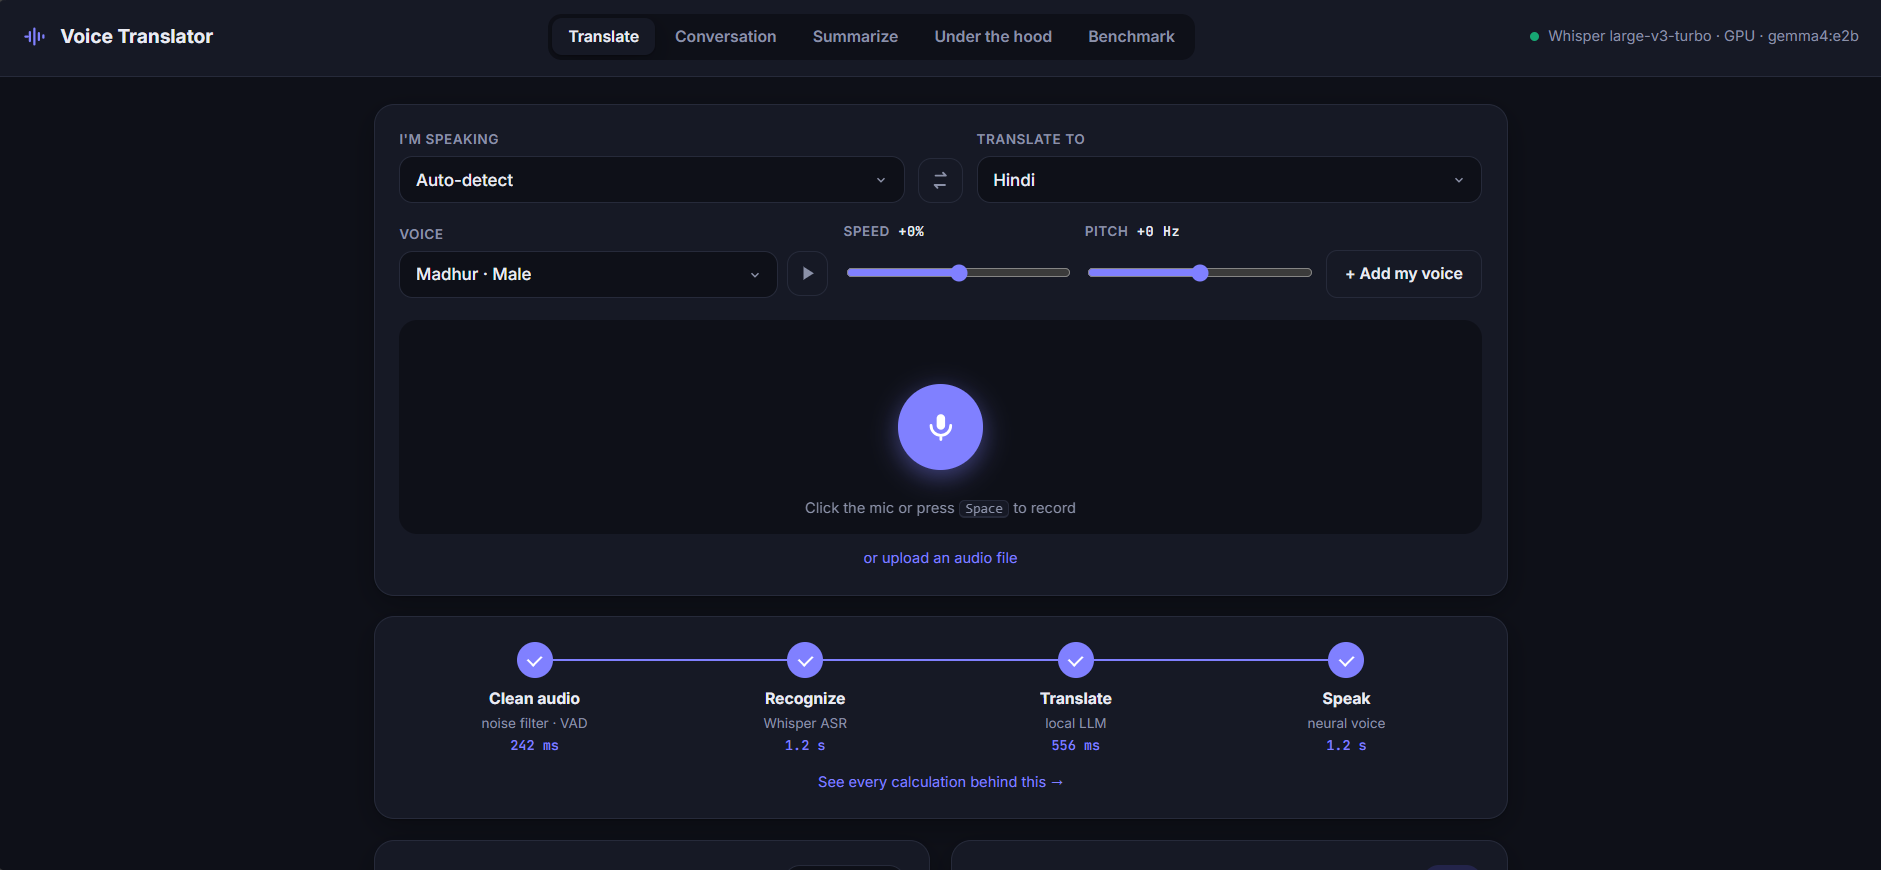 Voice Translator
Translate
Conversation
Summarize
Under the hood
Benchmark
Whisper large-v3-turbo · GPU · gemma4:e2b
I'M SPEAKING
TRANSLATE TO
Auto-detect
Hindi
VOICE
SPEED +0%
PITCH +0 Hz
Madhur · Male
+ Add my voice
Click the mic or press Space to record
or upload an audio file
Clean audio
noise filter · VAD
242 ms
Recognize
Whisper ASR
1.2 s
Translate
local LLM
556 ms
Speak
neural voice
1.2 s
See every calculation behind this →